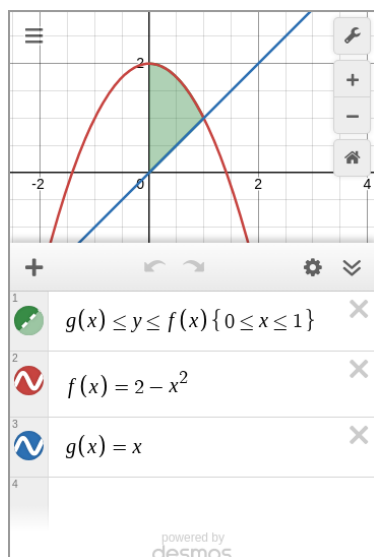 2
-2 0 2 4
1
g(x) ≤ y ≤ f(x) { 0 ≤ x ≤ 1 }
2
f(x) = 2 − x²
3
g(x) = x
4
powered by
desmos